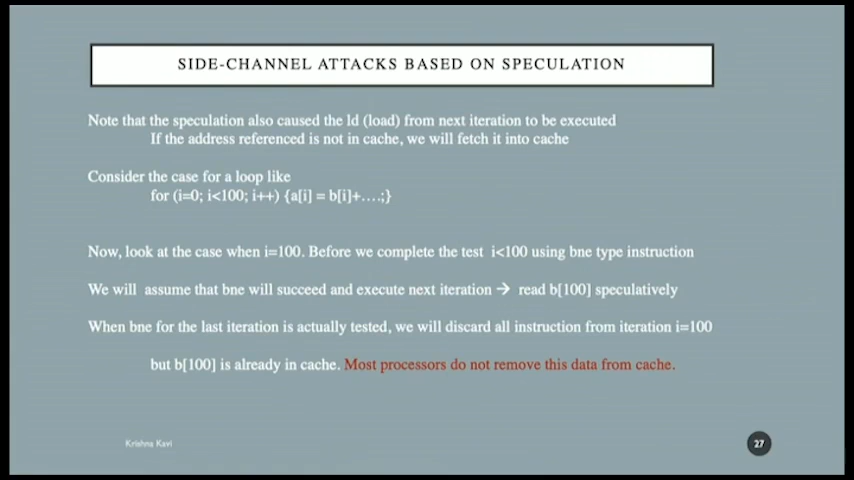 SIDE-CHANNEL ATTACKS BASED ON SPECULATION
Note that the speculation also caused the ld (load) from next iteration to be executed
If the address referenced is not in cache, we will fetch it into cache
Consider the case for a loop like
for (i=0; i<100; i++) {a[i] = b[i]+….;}
Now, look at the case when i=100. Before we complete the test i<100 using bne type instruction
We will assume that bne will succeed and execute next iteration → read b[100] speculatively
When bne for the last iteration is actually tested, we will discard all instruction from iteration i=100
but b[100] is already in cache. Most processors do not remove this data from cache.
Krishna Kavi
27